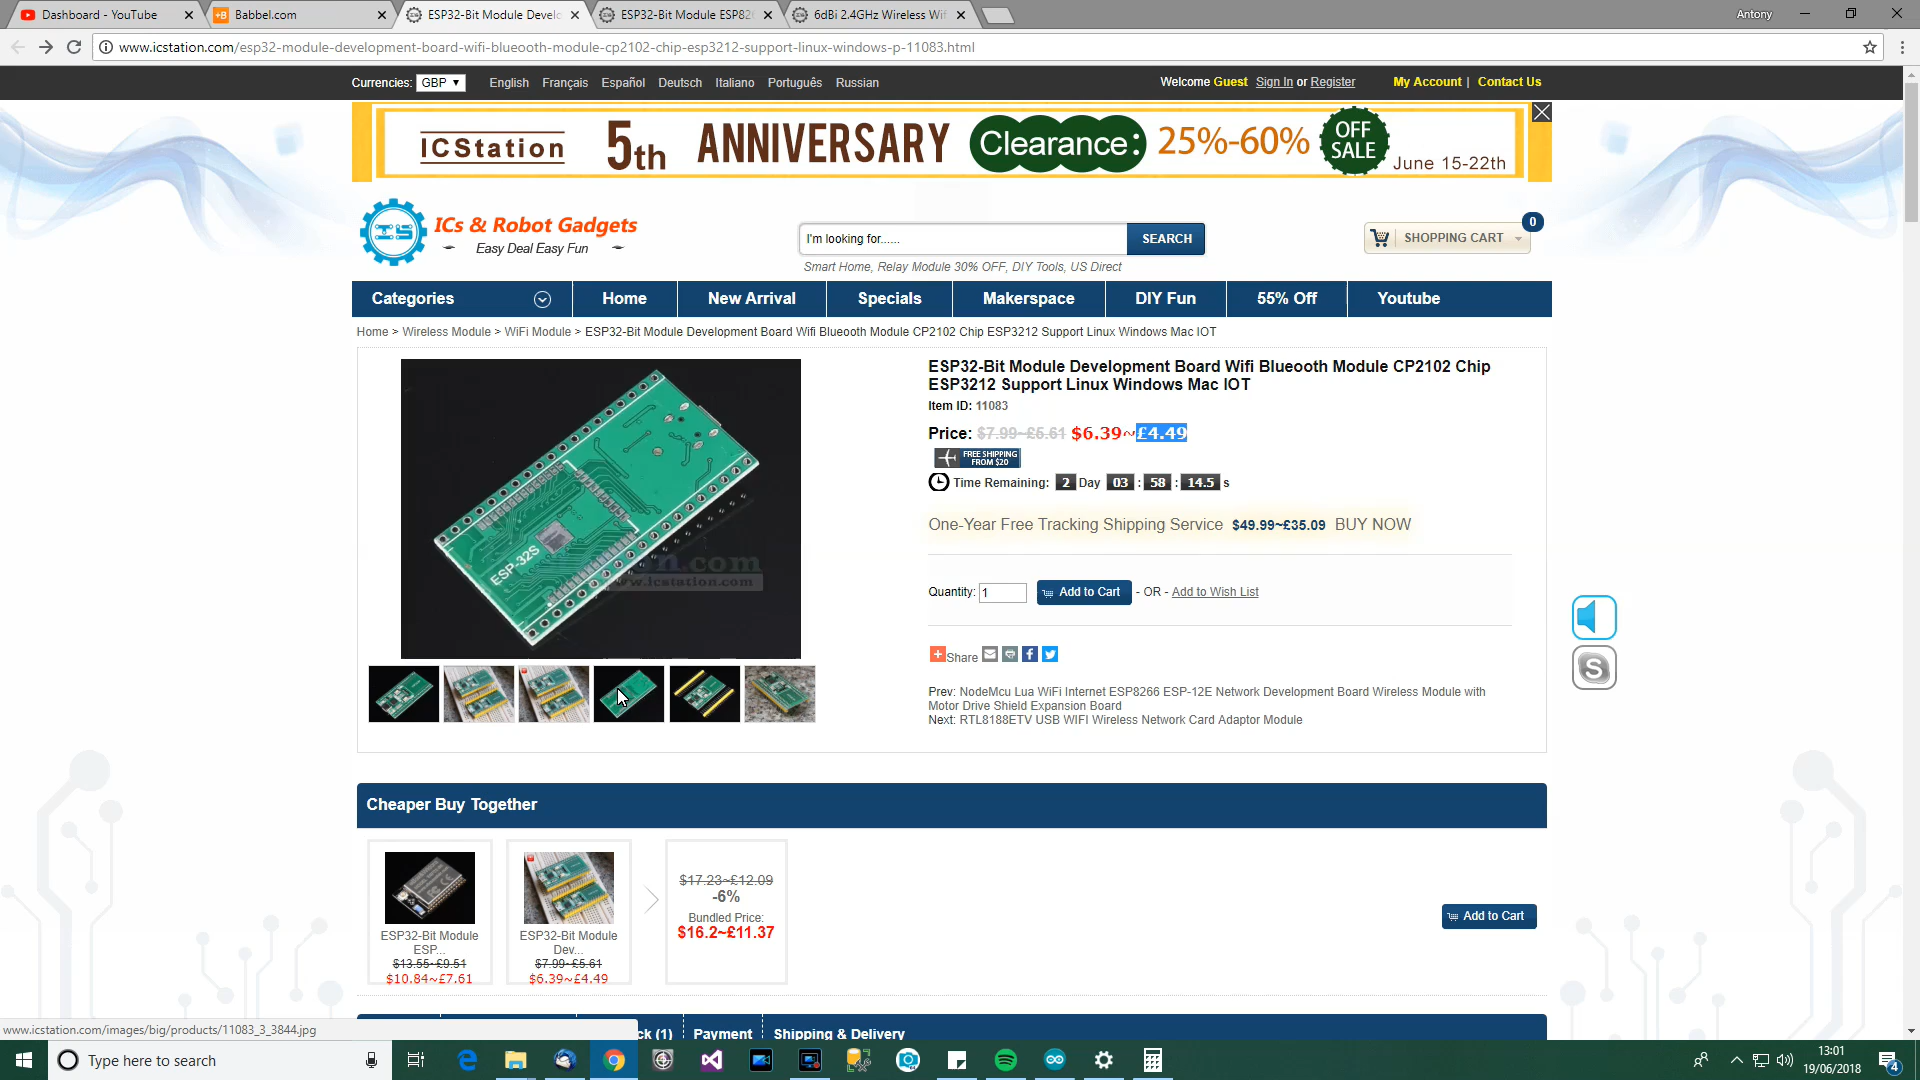 Dashboard - YouTube
Babbel.com
ESP32-Bit Module Develo
ESP32-Bit Module ESP82
6dBi 2.4GHz Wireless Wif
Antony
www.icstation.com/esp32-module-development-board-wifi-blueooth-module-cp2102-chip-esp3212-support-linux-windows-p-11083.html
Currencies: GBP English Français Español Deutsch Italiano Português Russian
Welcome Guest Sign In or Register My Account | Contact Us
ICStation 5th ANNIVERSARY Clearance: 25%-60% OFF SALE June 15-22th
ICs & Robot Gadgets
Easy Deal Easy Fun
I'm looking for...... SEARCH
Smart Home, Relay Module 30% OFF, DIY Tools, US Direct
SHOPPING CART 0
Categories Home New Arrival Specials Makerspace DIY Fun 55% Off Youtube
Home > Wireless Module > WiFi Module > ESP32-Bit Module Development Board Wifi Blueooth Module CP2102 Chip ESP3212 Support Linux Windows Mac IOT
ESP-32S
www.icstation.com
ESP32-Bit Module Development Board Wifi Blueooth Module CP2102 Chip
ESP3212 Support Linux Windows Mac IOT
Item ID: 11083
Price: $7.99~£5.61 $6.39~£4.49
FREE SHIPPING
FROM $20
Time Remaining: 2 Day 03 : 58 : 14.5 s
One-Year Free Tracking Shipping Service $49.99~£35.09 BUY NOW
Quantity: 1 Add to Cart - OR - Add to Wish List
Share
Prev: NodeMcu Lua WiFi Internet ESP8266 ESP-12E Network Development Board Wireless Module with
Motor Drive Shield Expansion Board
Next: RTL8188ETV USB WIFI Wireless Network Card Adaptor Module
Cheaper Buy Together
ESP32-Bit Module
ESP...
$13.55~£9.51
$10.84~£7.61
ESP32-Bit Module
Dev...
$7.99~£5.61
$6.39~£4.49
$17.23~£12.09
-6%
Bundled Price:
$16.2~£11.37
Add to Cart
ck (1) Payment Shipping & Delivery
www.icstation.com/images/big/products/11083_3_3844.jpg
Type here to search
13:01
19/06/2018
4